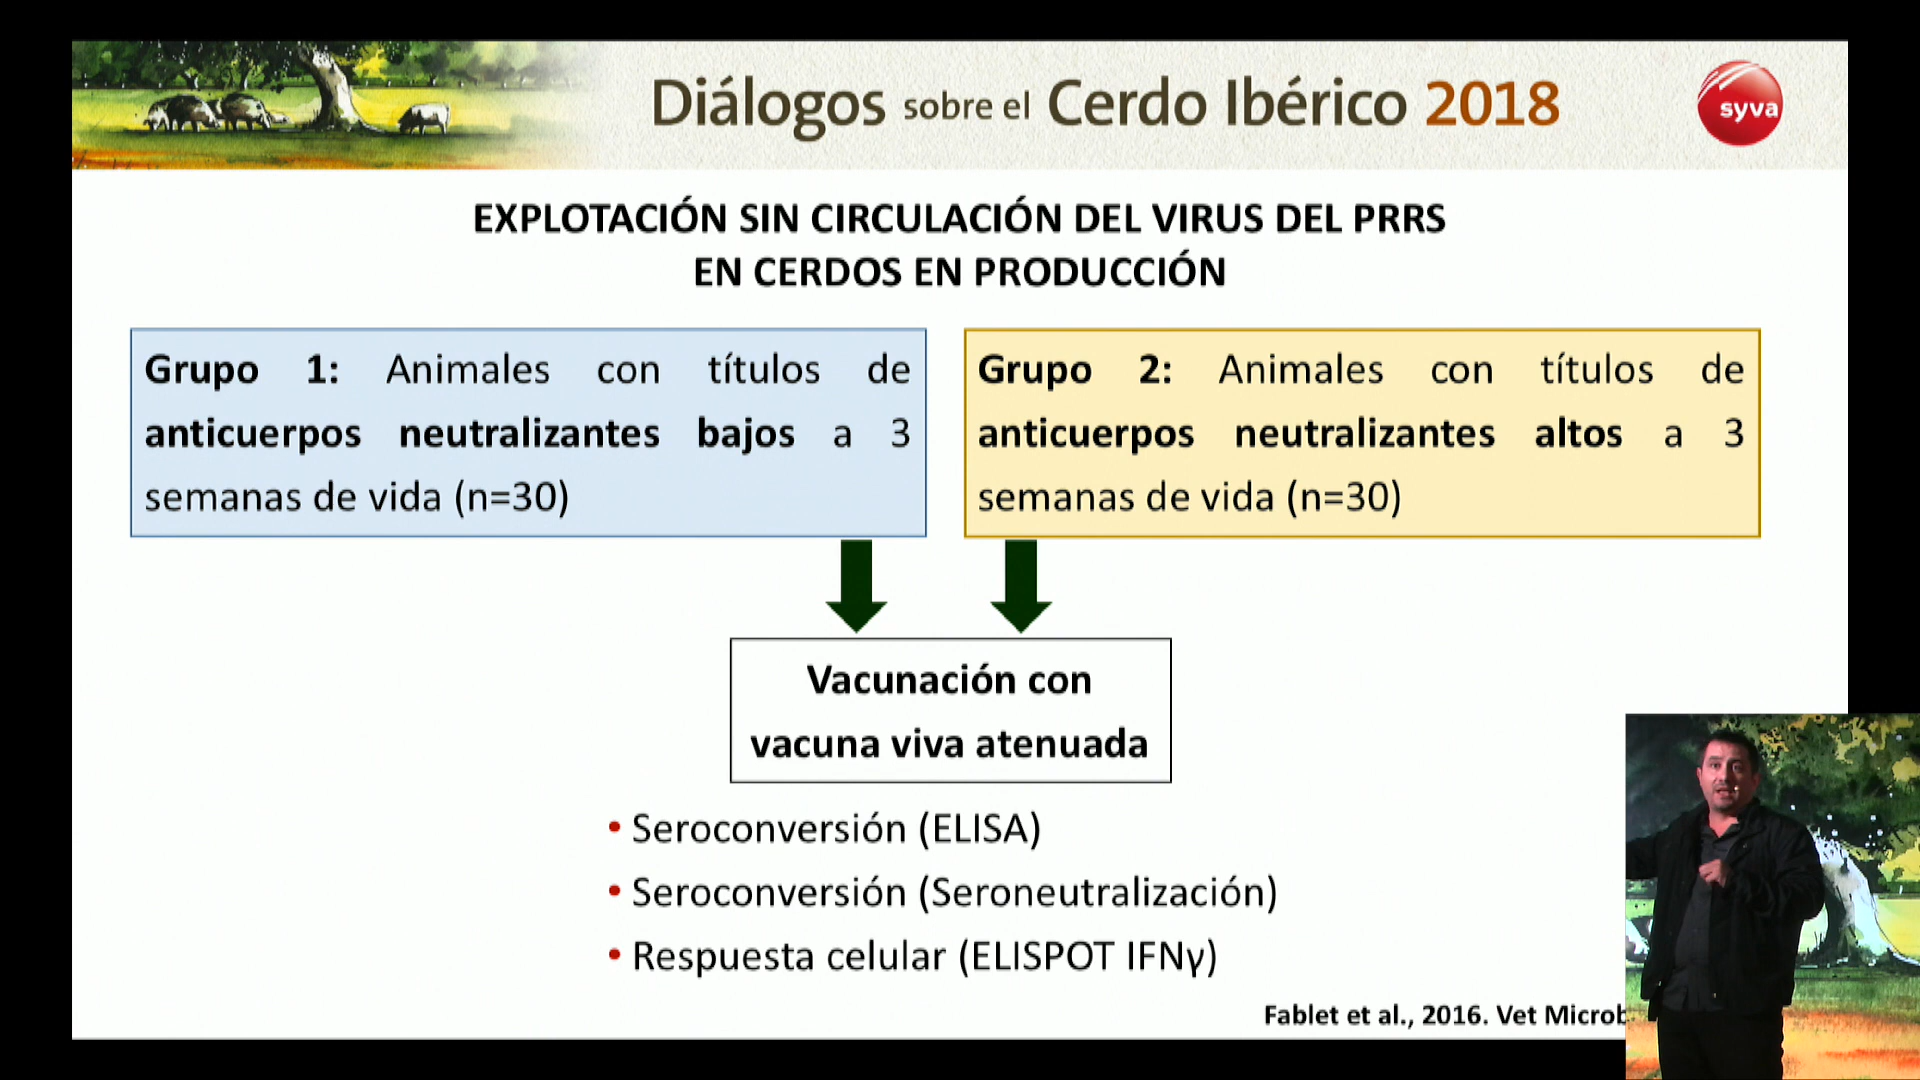 Diálogos sobre el Cerdo Ibérico 2018
syva
EXPLOTACIÓN SIN CIRCULACIÓN DEL VIRUS DEL PRRS
EN CERDOS EN PRODUCCIÓN
Grupo 1: Animales con títulos de
anticuerpos neutralizantes bajos a 3
semanas de vida (n=30)
Grupo 2: Animales con títulos de
anticuerpos neutralizantes altos a 3
semanas de vida (n=30)
Vacunación con
vacuna viva atenuada
• Seroconversión (ELISA)
• Seroconversión (Seroneutralización)
• Respuesta celular (ELISPOT IFNγ)
Fablet et al., 2016. Vet Microb